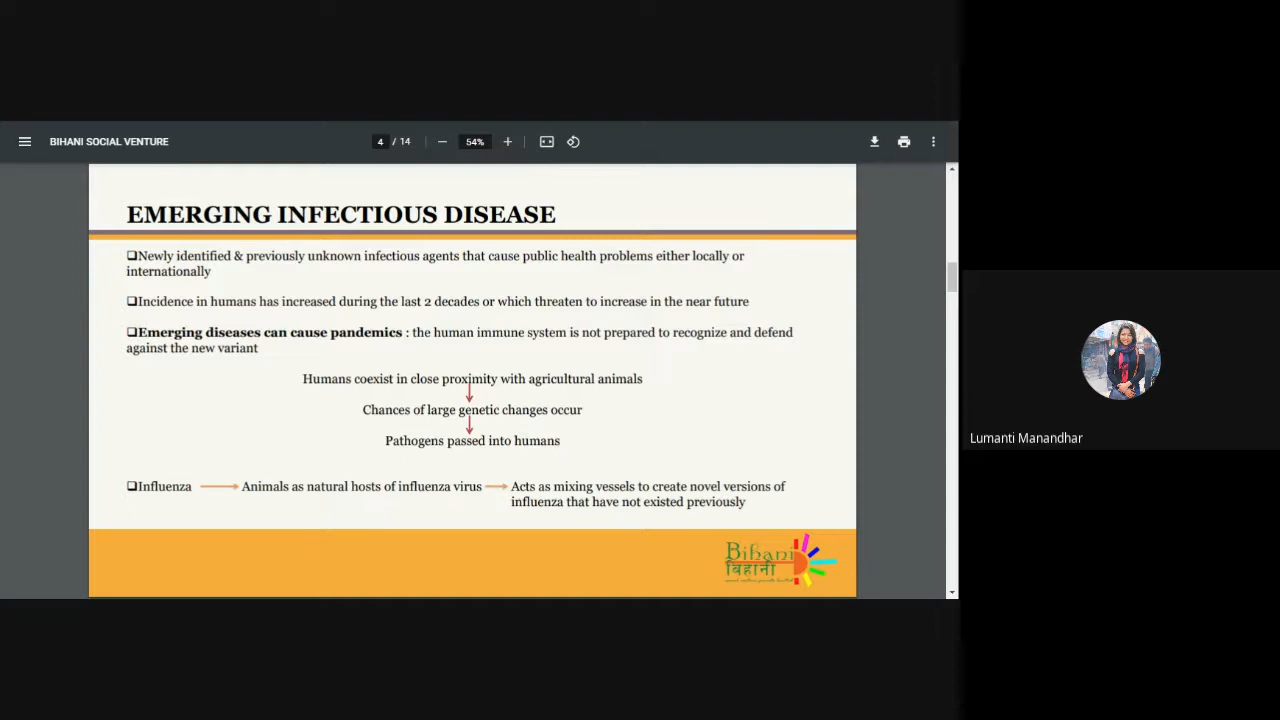 BIHANI SOCIAL VENTURE
4 / 14
54%
EMERGING INFECTIOUS DISEASE
❑Newly identified & previously unknown infectious agents that cause public health problems either locally or
internationally
❑Incidence in humans has increased during the last 2 decades or which threaten to increase in the near future
❑Emerging diseases can cause pandemics : the human immune system is not prepared to recognize and defend
against the new variant
Humans coexist in close proximity with agricultural animals
Chances of large genetic changes occur
Pathogens passed into humans
❑Influenza
Animals as natural hosts of influenza virus
Acts as mixing vessels to create novel versions of
influenza that have not existed previously
Bihani
बिहानी
Lumanti Manandhar